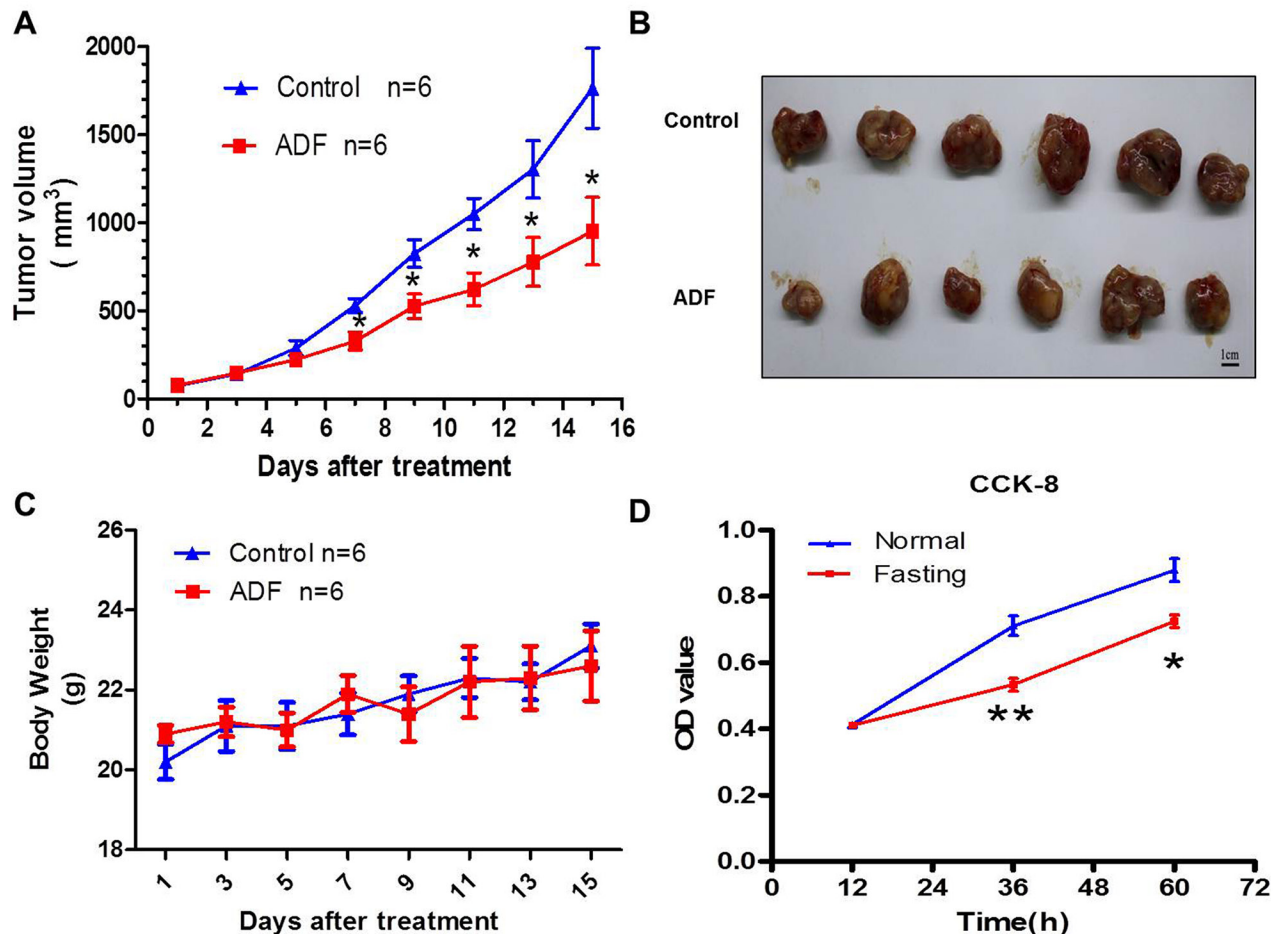 A
2000
1500
1000
500
0
Tumor volume
( mm³)
Control n=6
ADF n=6
*
*
*
*
*
0 2 4 6 8 10 12 14 16
Days after treatment
B
Control
ADF
1cm
C
26
24
22
20
18
Body Weight
(g)
Control n=6
ADF n=6
1 3 5 7 9 11 13 15
Days after treatment
D
CCK-8
1.0
0.8
0.6
0.4
0.2
0.0
OD value
Normal
Fasting
**
*
0 12 24 36 48 60 72
Time(h)